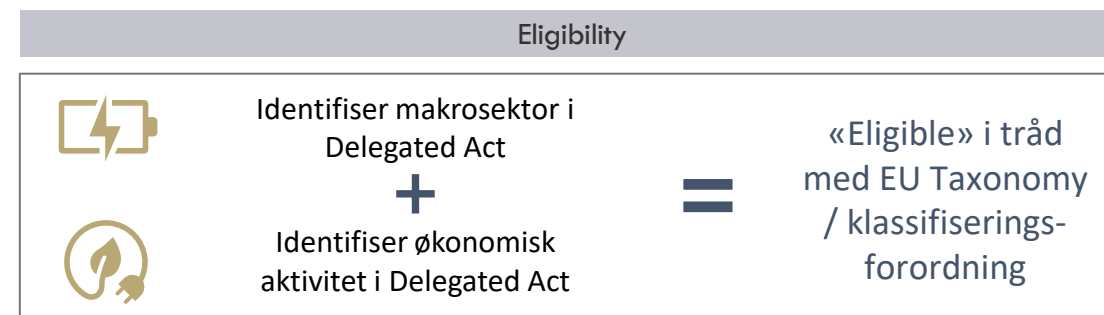 Eligibility
Identifiser makrosektor i
Delegated Act
+
Identifiser økonomisk
aktivitet i Delegated Act
=
«Eligible» i tråd
med EU Taxonomy
/ klassifiserings-
forordning